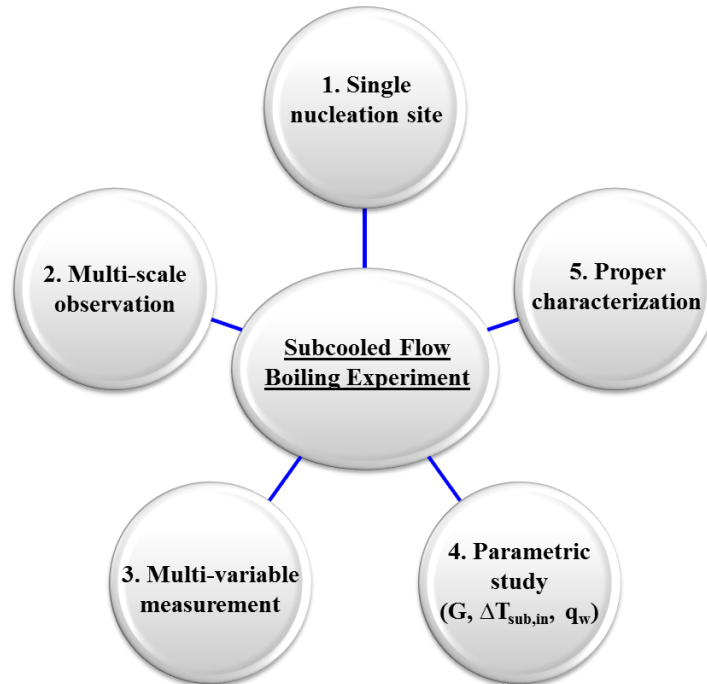 1. Single
nucleation site
2. Multi-scale
observation
5. Proper
characterization
Subcooled Flow
Boiling Experiment
3. Multi-variable
measurement
4. Parametric
study
(G, ΔTsub,in, qw)